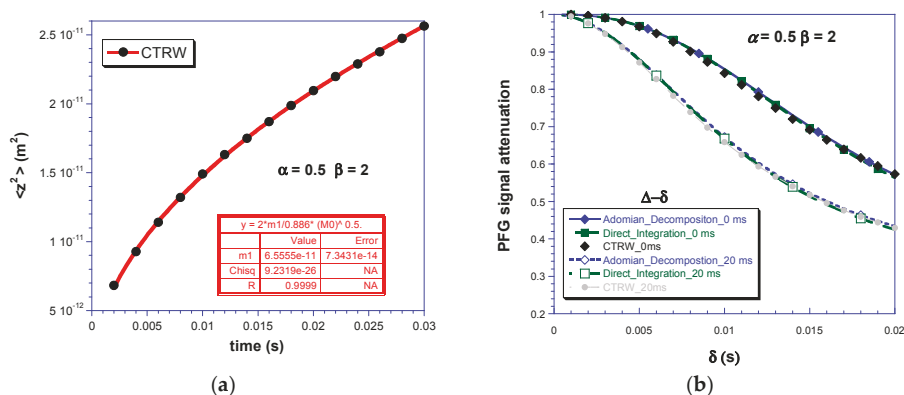 2.5 10⁻¹¹
2 10⁻¹¹
1.5 10⁻¹¹
1 10⁻¹¹
5 10⁻¹²
<z²> (m²)
CTRW
α = 0.5 β = 2
y = 2*m1/0.886* (M0)^ 0.5.
Value Error
m1 6.5555e-11 7.3431e-14
Chisq 9.2319e-26 NA
R 0.9999 NA
0 0.005 0.01 0.015 0.02 0.025 0.03
time (s)
(a)
1
0.9
0.8
0.7
0.6
0.5
0.4
0.3
0.2
PFG signal attenuation
α = 0.5 β = 2
Δ–δ
Adomian_Decompositon_0 ms
Direct_Integration_0 ms
CTRW_0ms
Adomian_Decompostion_20 ms
Direct_Integration_20 ms
CTRW_20ms
0 0.005 0.01 0.015 0.02
δ (s)
(b)